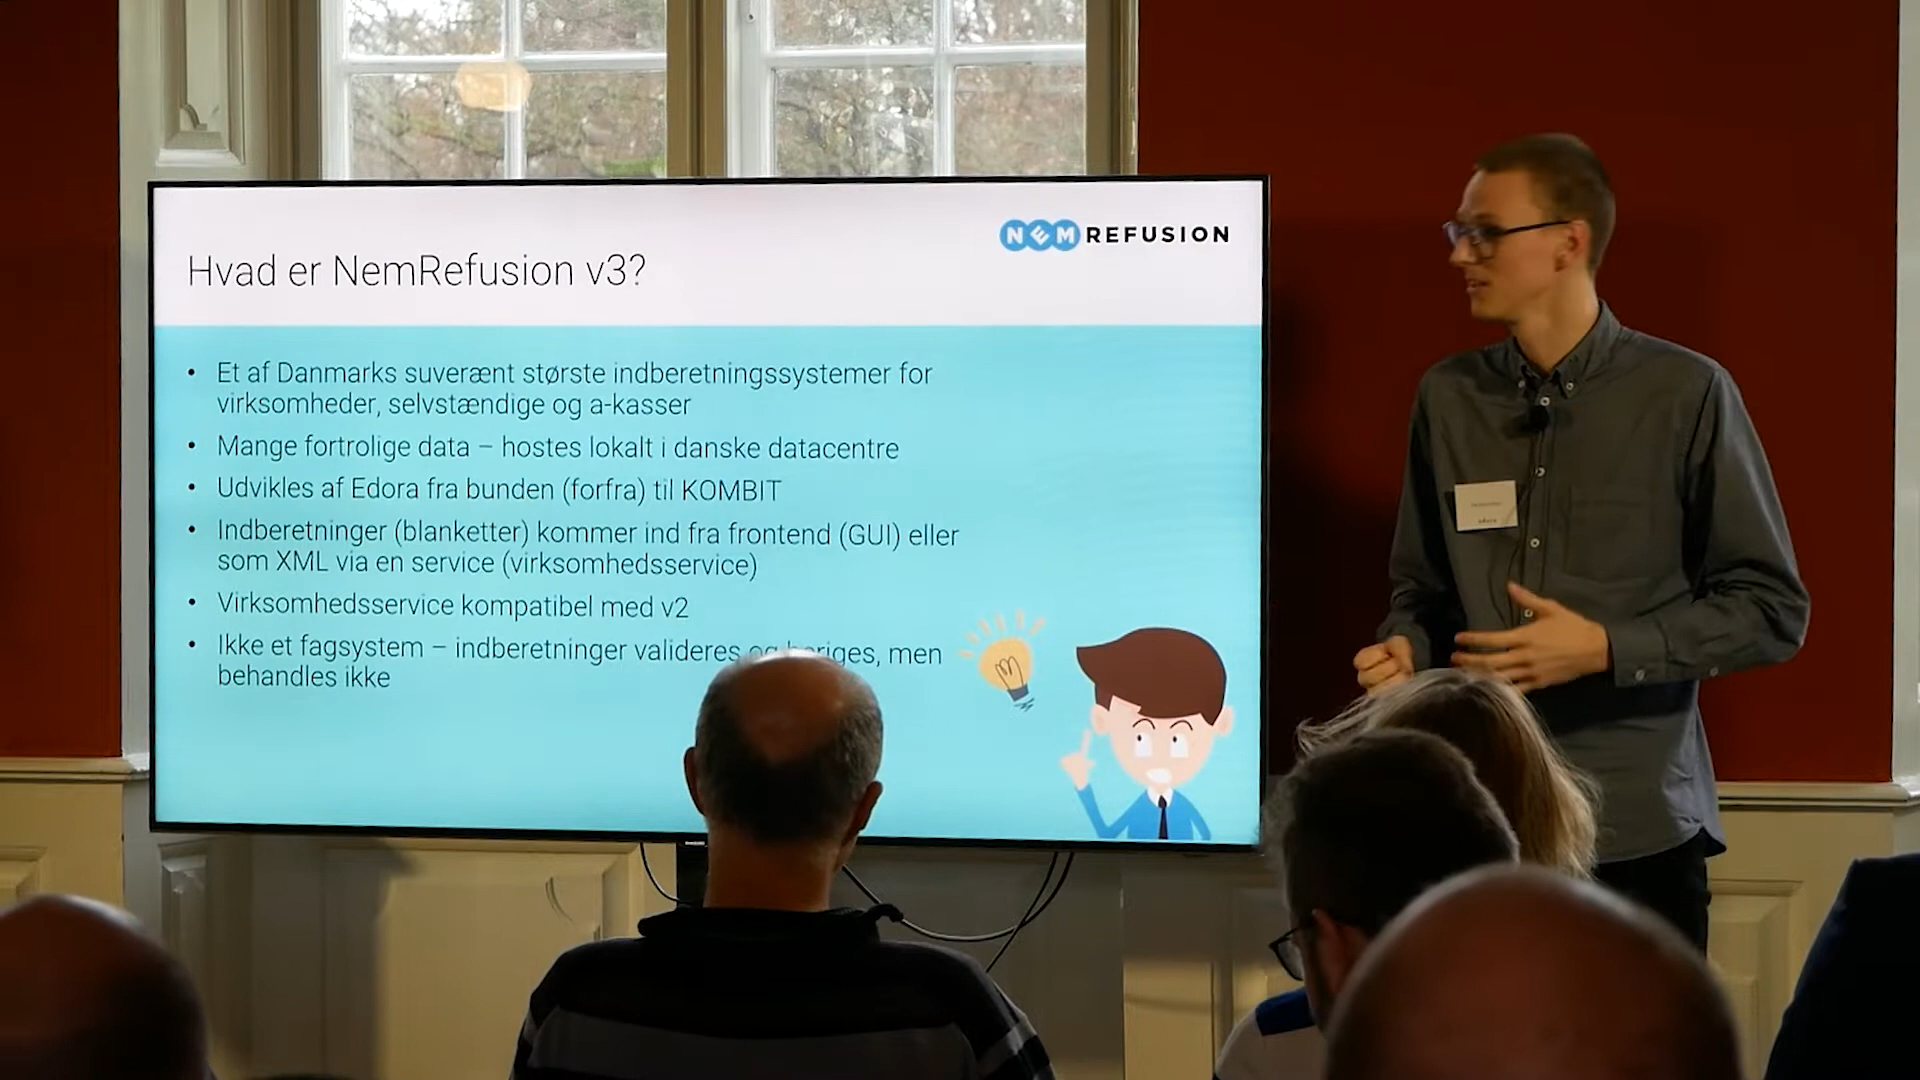 NEM REFUSION
Hvad er NemRefusion v3?
• Et af Danmarks suverænt største indberetningssystemer for
virksomheder, selvstændige og a-kasser
• Mange fortrolige data – hostes lokalt i danske datacentre
• Udvikles af Edora fra bunden (forfra) til KOMBIT
• Indberetninger (blanketter) kommer ind fra frontend (GUI) eller
som XML via en service (virksomhedsservice)
• Virksomhedsservice kompatibel med v2
• Ikke et fagsystem – indberetninger valideres og beriges, men
behandles ikke